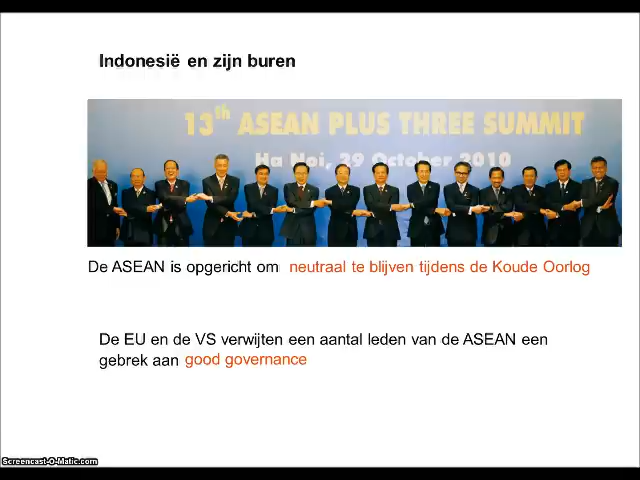 Indonesië en zijn buren
13th ASEAN PLUS THREE SUMMIT
Ha Noi, 29 October 2010
De ASEAN is opgericht om neutraal te blijven tijdens de Koude Oorlog
De EU en de VS verwijten een aantal leden van de ASEAN een
gebrek aan good governance
Screencast-O-Matic.com